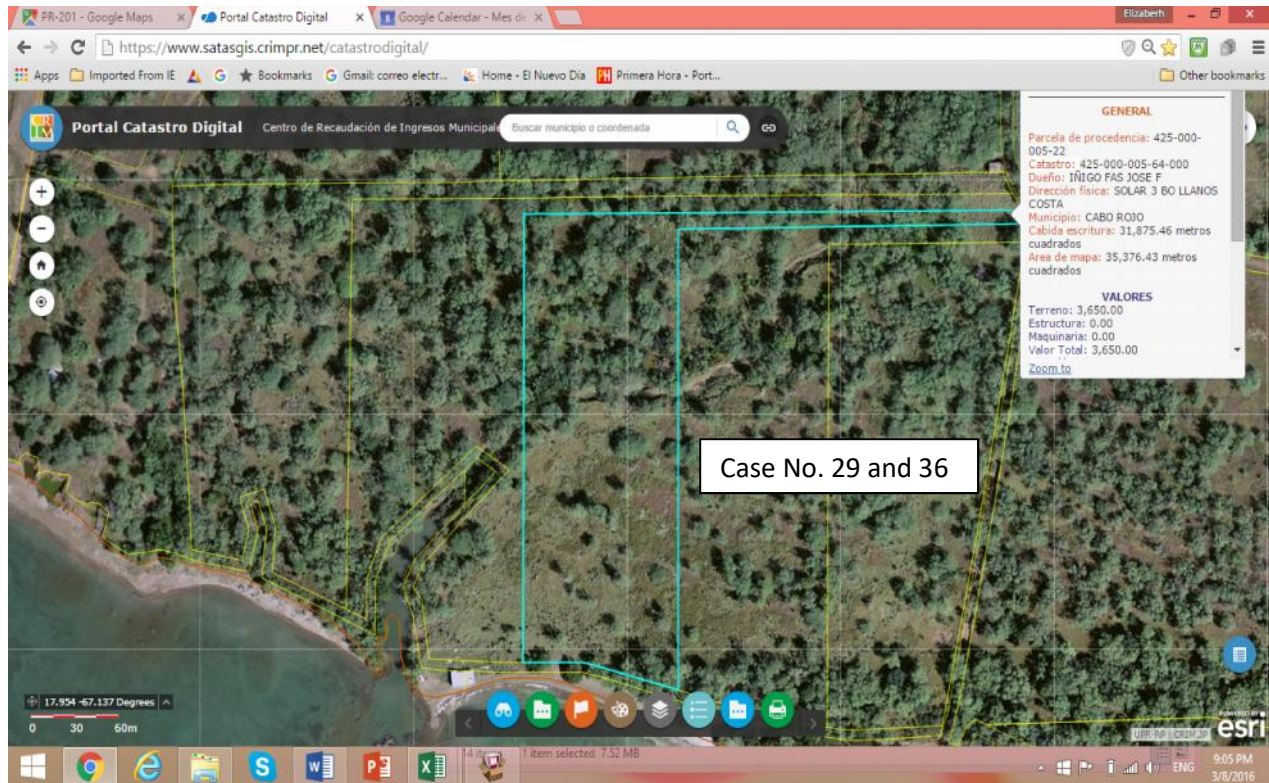 PR-201 - Google Maps
Portal Catastro Digital
Google Calendar - Mes de
Elizabeth
https://www.satasgis.crimpr.net/catastrodigital/
Apps Imported From IE Bookmarks Gmail: correo electr... Home - El Nuevo Día Primera Hora - Port... Other bookmarks
Portal Catastro Digital Centro de Recaudación de Ingresos Municipale Buscar municipio o coordenada
GENERAL
Parcela de procedencia: 425-000-
005-22
Catastro: 425-000-005-64-000
Dueño: IÑIGO FAS JOSE F
Dirección física: SOLAR 3 BO LLANOS
COSTA
Municipio: CABO ROJO
Cabida escritura: 31,875.46 metros
cuadrados
Area de mapa: 35,376.43 metros
cuadrados
VALORES
Terreno: 3,650.00
Estructura: 0.00
Maquinaria: 0.00
Valor Total: 3,650.00
Zoom to
Case No. 29 and 36
17.954 -67.137 Degrees
0 30 60m
POWERED BY
esri
UPR-RP | CRIM, JP
1 item selected 7.52 MB
ENG
9:05 PM
3/8/2016